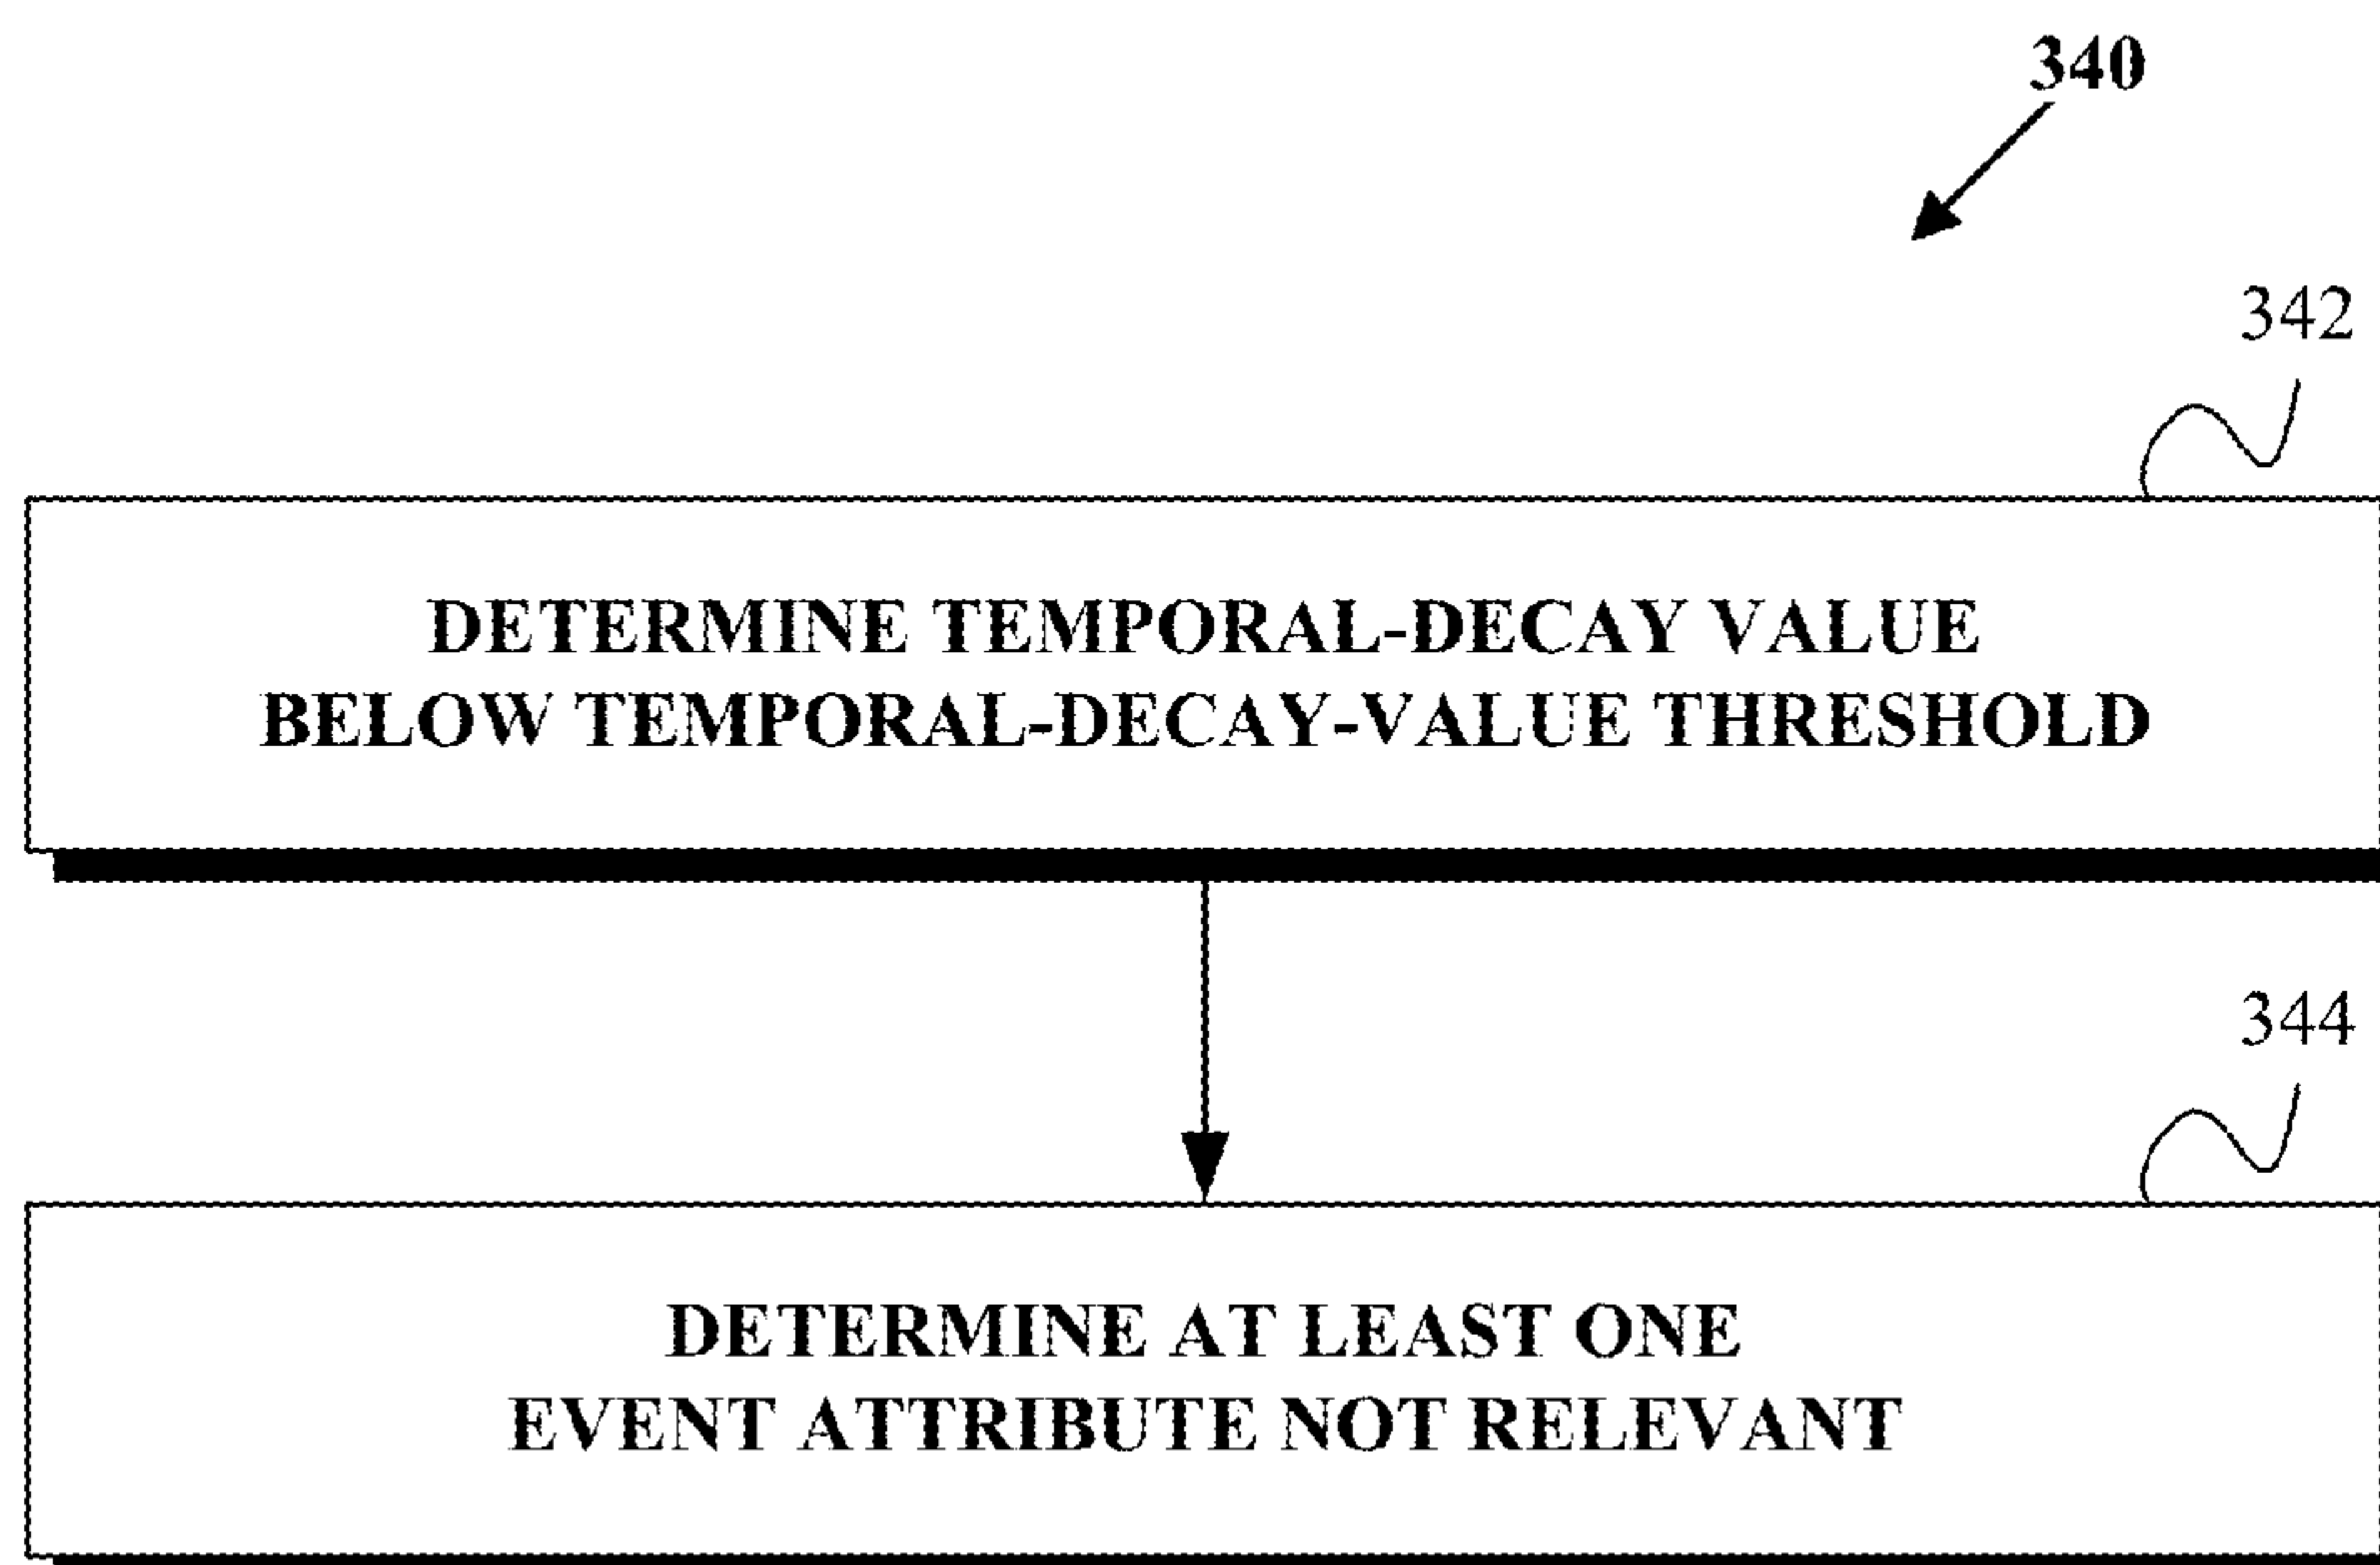 340
342
DETERMINE TEMPORAL-DECAY VALUE
BELOW TEMPORAL-DECAY-VALUE THRESHOLD
344
DETERMINE AT LEAST ONE
EVENT ATTRIBUTE NOT RELEVANT